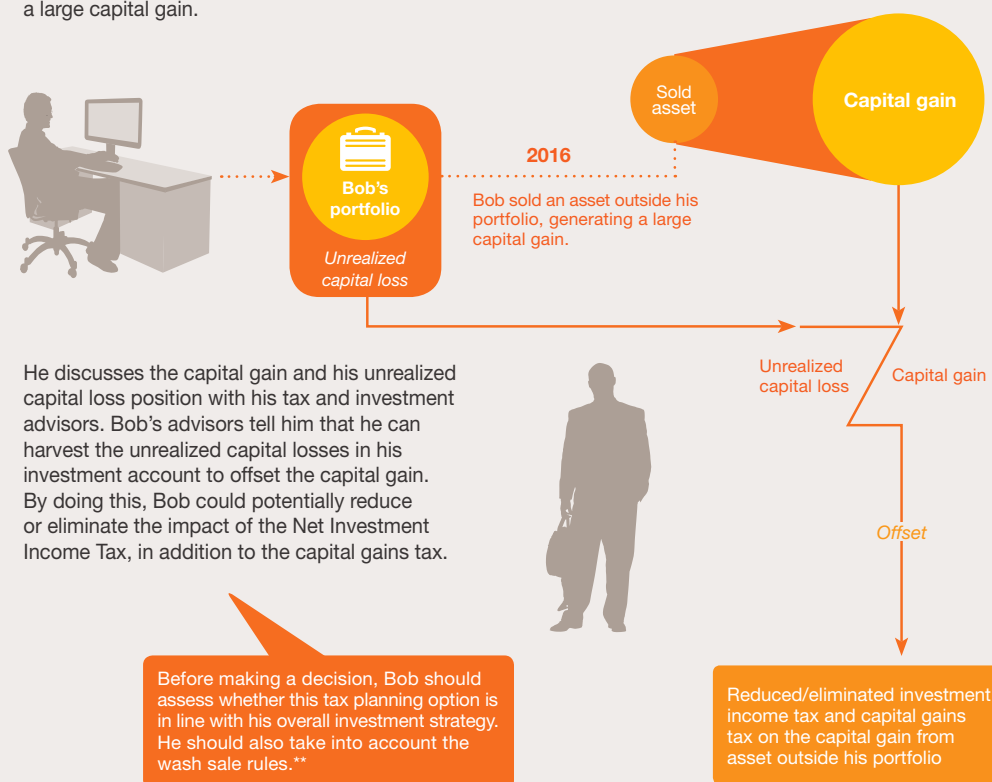 a large capital gain.
Sold
asset
Capital gain
Bob's
portfolio
Unrealized
capital loss
2016
Bob sold an asset outside his
portfolio, generating a large
capital gain.
He discusses the capital gain and his unrealized
capital loss position with his tax and investment
advisors. Bob's advisors tell him that he can
harvest the unrealized capital losses in his
investment account to offset the capital gain.
By doing this, Bob could potentially reduce
or eliminate the impact of the Net Investment
Income Tax, in addition to the capital gains tax.
Unrealized
capital loss
Capital gain
Offset
Before making a decision, Bob should
assess whether this tax planning option is
in line with his overall investment strategy.
He should also take into account the
wash sale rules.**
Reduced/eliminated investment
income tax and capital gains
tax on the capital gain from
asset outside his portfolio